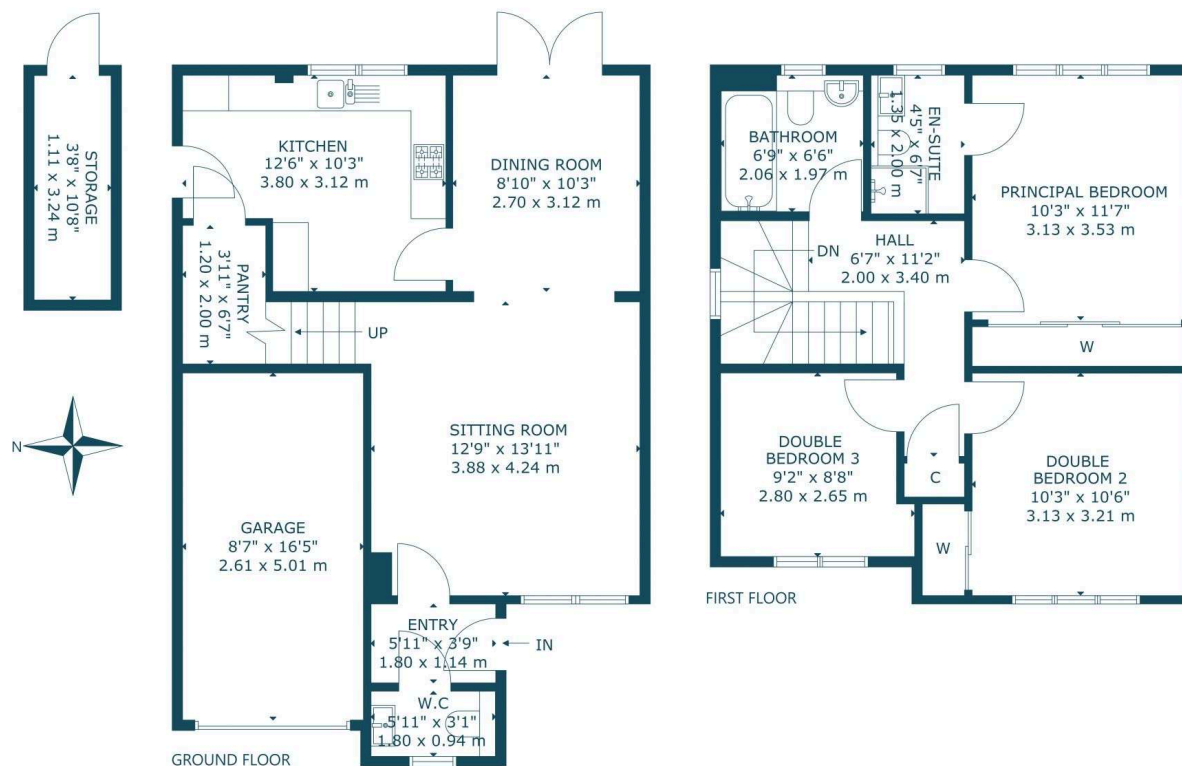 STORAGE
3'8" x 10'8"
1.11 x 3.24 m
KITCHEN
12'6" x 10'3"
3.80 x 3.12 m
DINING ROOM
8'10" x 10'3"
2.70 x 3.12 m
PANTRY
3'11" x 6'7"
1.20 x 2.00 m
UP
SITTING ROOM
12'9" x 13'11"
3.88 x 4.24 m
N
GARAGE
8'7" x 16'5"
2.61 x 5.01 m
ENTRY
5'11" x 3'9"
1.80 x 1.14 m
IN
W.C
5'11" x 3'1"
1.80 x 0.94 m
GROUND FLOOR
BATHROOM
6'9" x 6'6"
2.06 x 1.97 m
EN-SUITE
4'5" x 6'7"
1.35 x 2.00 m
PRINCIPAL BEDROOM
10'3" x 11'7"
3.13 x 3.53 m
HALL
6'7" x 11'2"
2.00 x 3.40 m
DN
W
DOUBLE
BEDROOM 3
9'2" x 8'8"
2.80 x 2.65 m
C
DOUBLE
BEDROOM 2
10'3" x 10'6"
3.13 x 3.21 m
W
FIRST FLOOR